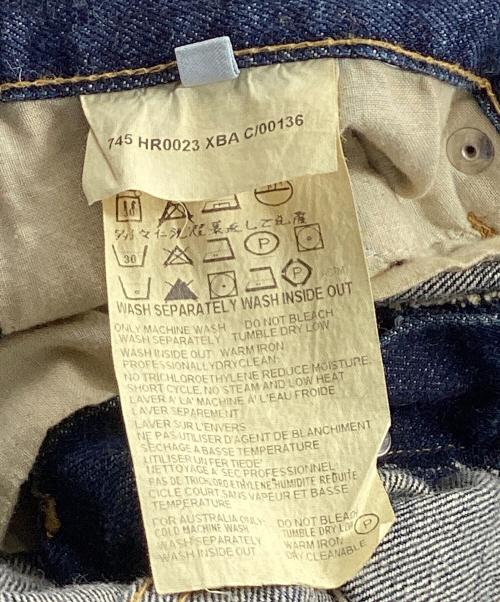 745 HR0023 XBA C/00136
30
P
P
WASH SEPARATELY WASH INSIDE OUT
ONLY MACHINE WASH DO NOT BLEACH
WASH SEPARATELY TUMBLE DRY LOW
WASH INSIDE OUT WARM IRON
PROFESSIONALLYDRYCLEAN:
NO TRICHLOROETHYLENE REDUCE MOISTURE.
SHORT CYCLE, NO STEAM AND LOW HEAT
LAVER A' LA' MACHINE A' L'EAU FROIDE
LAVER SEPAREMENT
LAVER SUR L'ENVERS
NE PAS UTILISER D'AGENT DE BLANCHIMENT
SECHAGE A BASSE TEMPERATURE
UTILISER UN FER TIEDE'
NETTOYAGE A SEC PROFESSIONNEL,
PAS DE TRICHLOROETHYLENE HUMIDITE REDUITE
CICLE COURT SANS VAPEUR ET BASSE
TEMPERATURE
FOR AUSTRALIA ONLY: DO NOT BLEACH
COLD MACHINE WASH TUMBLE DRY LOW P
WASH SEPARATELY WARM IRON
WASH INSIDE OUT DRY CLEANABLE